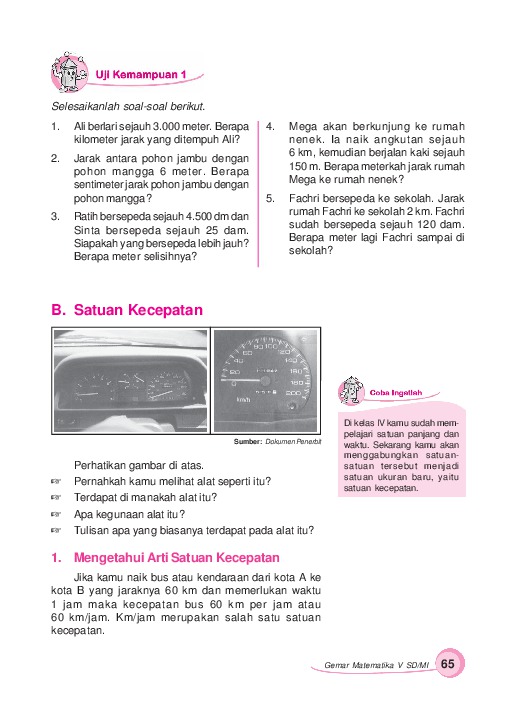 Uji Kemampuan 1
Selesaikanlah soal-soal berikut.
1. Ali berlari sejauh 3.000 meter. Berapa
kilometer jarak yang ditempuh Ali?
2. Jarak antara pohon jambu dengan
pohon mangga 6 meter. Berapa
sentimeter jarak pohon jambu dengan
pohon mangga?
3. Ratih bersepeda sejauh 4.500 dm dan
Sinta bersepeda sejauh 25 dam.
Siapakah yang bersepeda lebih jauh?
Berapa meter selisihnya?
4. Mega akan berkunjung ke rumah
nenek. Ia naik angkutan sejauh
6 km, kemudian berjalan kaki sejauh
150 m. Berapa meterkah jarak rumah
Mega ke rumah nenek?
5. Fachri bersepeda ke sekolah. Jarak
rumah Fachri ke sekolah 2 km. Fachri
sudah bersepeda sejauh 120 dam.
Berapa meter lagi Fachri sampai di
sekolah?
B. Satuan Kecepatan
20
40
60
80
100
120
140
160
180
200
km/h
Sumber: Dokumen Penerbit
Coba Ingatlah
Di kelas IV kamu sudah mem-
pelajari satuan panjang dan
waktu. Sekarang kamu akan
menggabungkan satuan-
satuan tersebut menjadi
satuan ukuran baru, yaitu
satuan kecepatan.
Perhatikan gambar di atas.
☞ Pernahkah kamu melihat alat seperti itu?
☞ Terdapat di manakah alat itu?
☞ Apa kegunaan alat itu?
☞ Tulisan apa yang biasanya terdapat pada alat itu?
1. Mengetahui Arti Satuan Kecepatan
Jika kamu naik bus atau kendaraan dari kota A ke
kota B yang jaraknya 60 km dan memerlukan waktu
1 jam maka kecepatan bus 60 km per jam atau
60 km/jam. Km/jam merupakan salah satu satuan
kecepatan.
Gemar Matematika V SD/MI 65